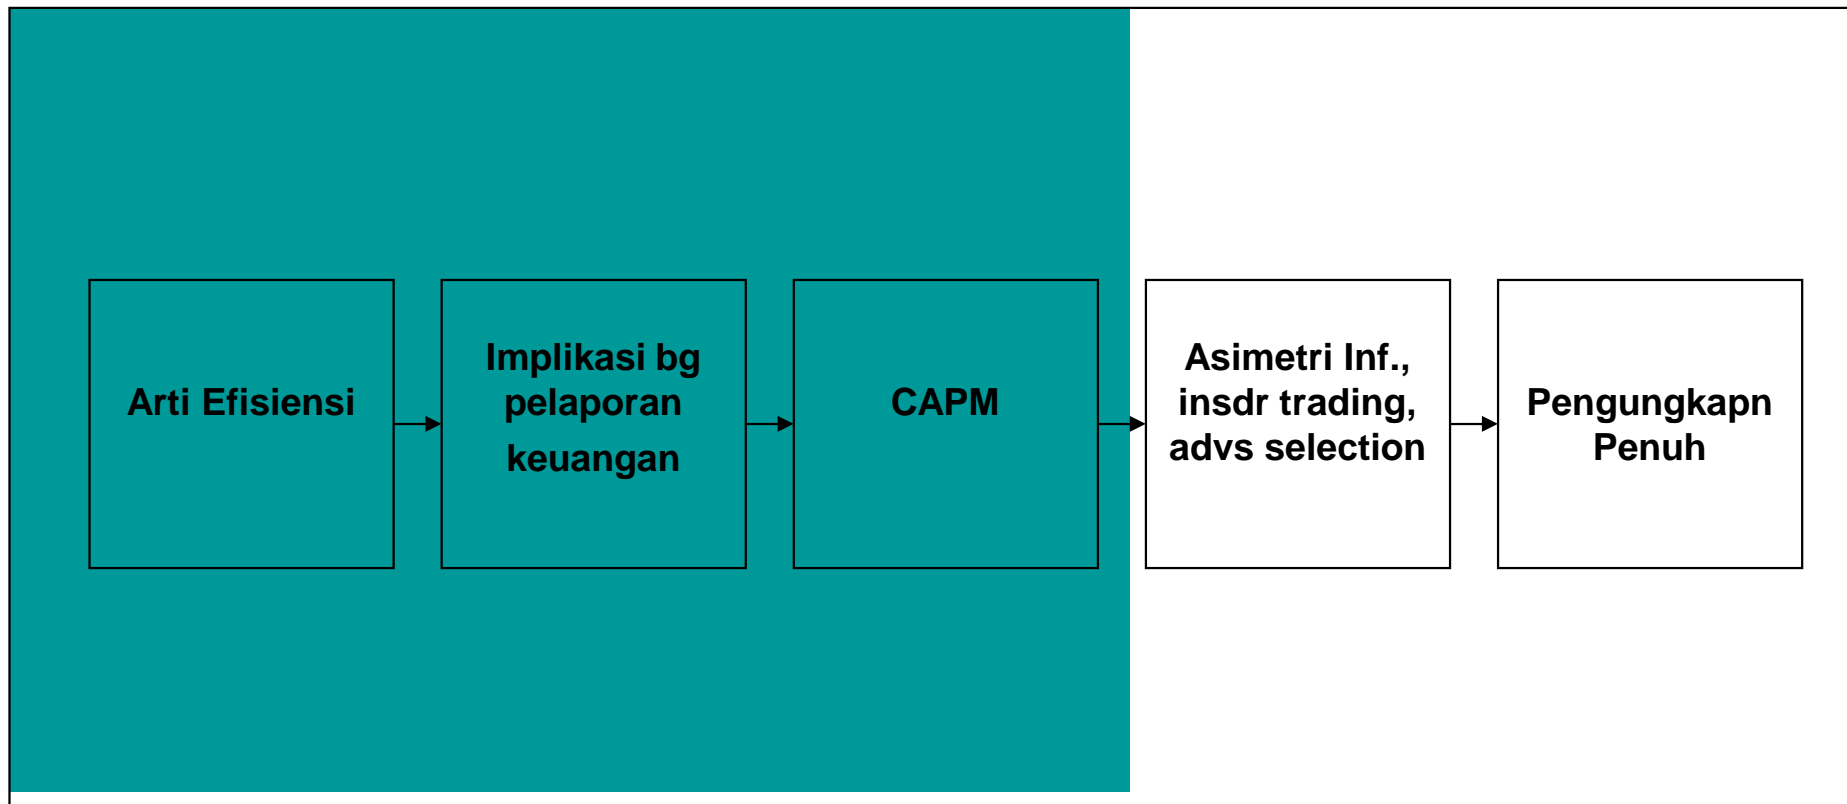 Arti Efisiensi
Implikasi bg
pelaporan
keuangan
CAPM
Asimetri Inf.,
insdr trading,
advs selection
Pengungkapn
Penuh